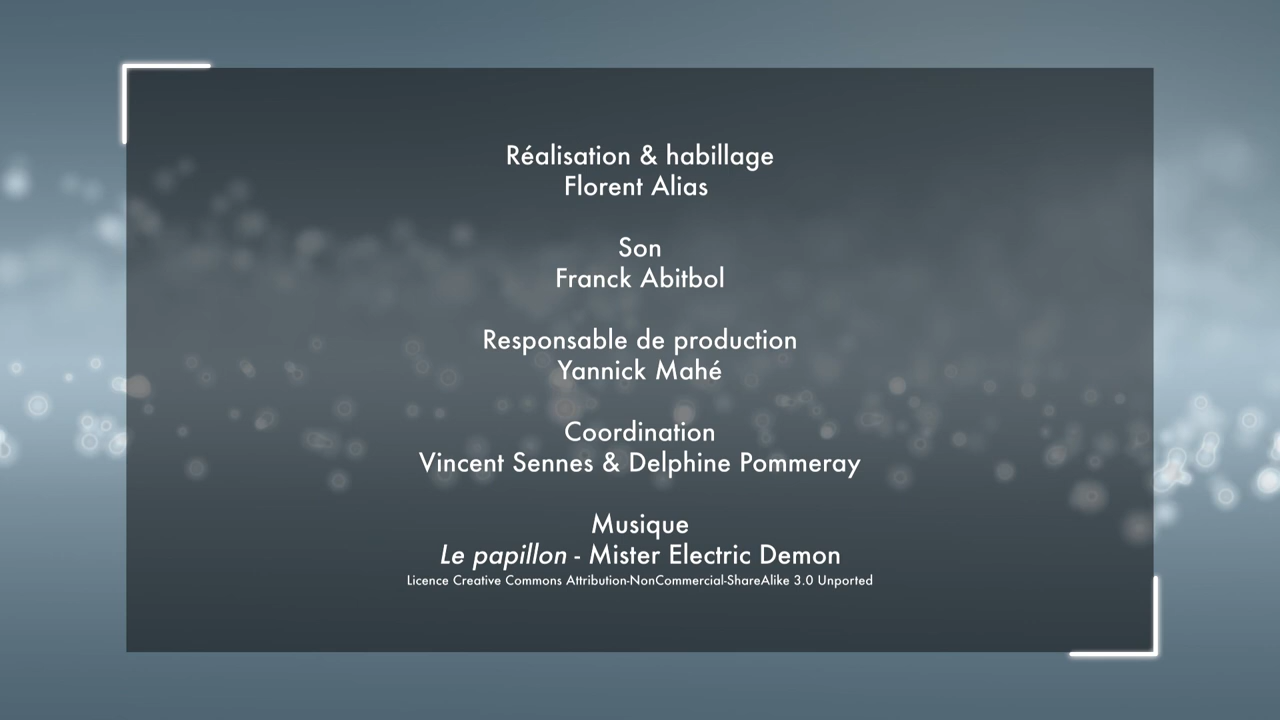 Réalisation & habillage
Florent Alias
Son
Franck Abitbol
Responsable de production
Yannick Mahé
Coordination
Vincent Sennes & Delphine Pommeray
Musique
Le papillon - Mister Electric Demon
Licence Creative Commons Attribution-NonCommercial-ShareAlike 3.0 Unported